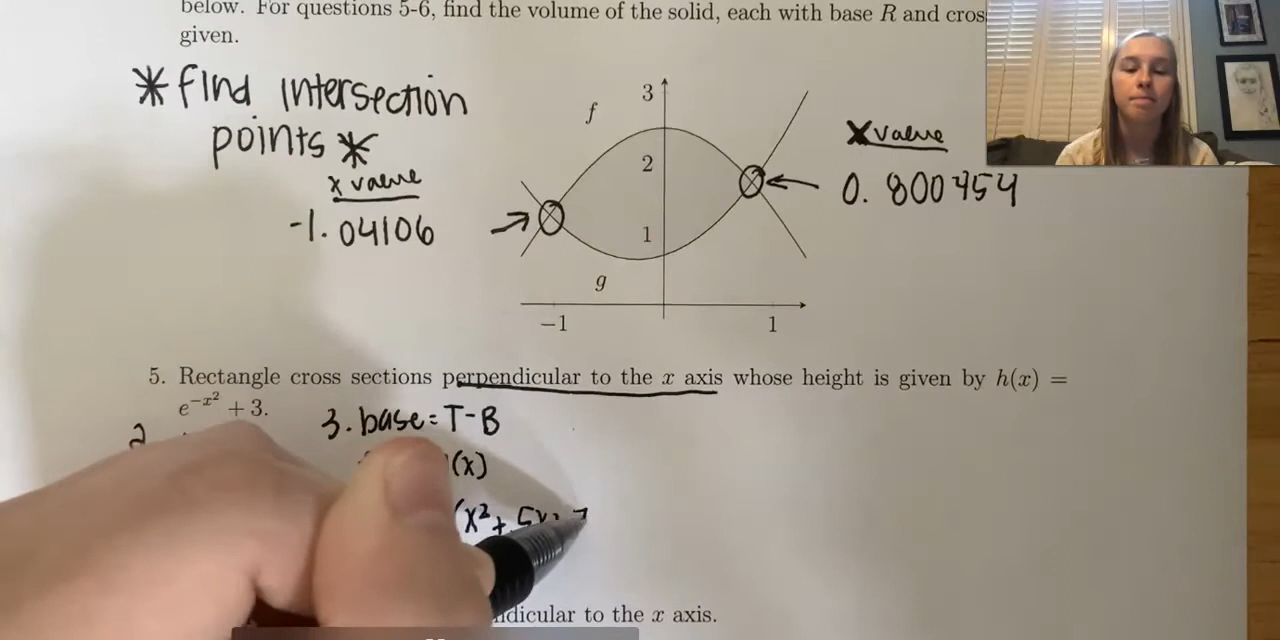 below. For questions 5-6, find the volume of the solid, each with base R and cros
given.
* find intersection
points *
x value
-1.04106
3
2
1
f
g
-1
1
x value
0.800454
5. Rectangle cross sections perpendicular to the x axis whose height is given by h(x) =
e^{-x^2} + 3.
2
3. base = T-B
(x)
(x² +
dicular to the x axis.